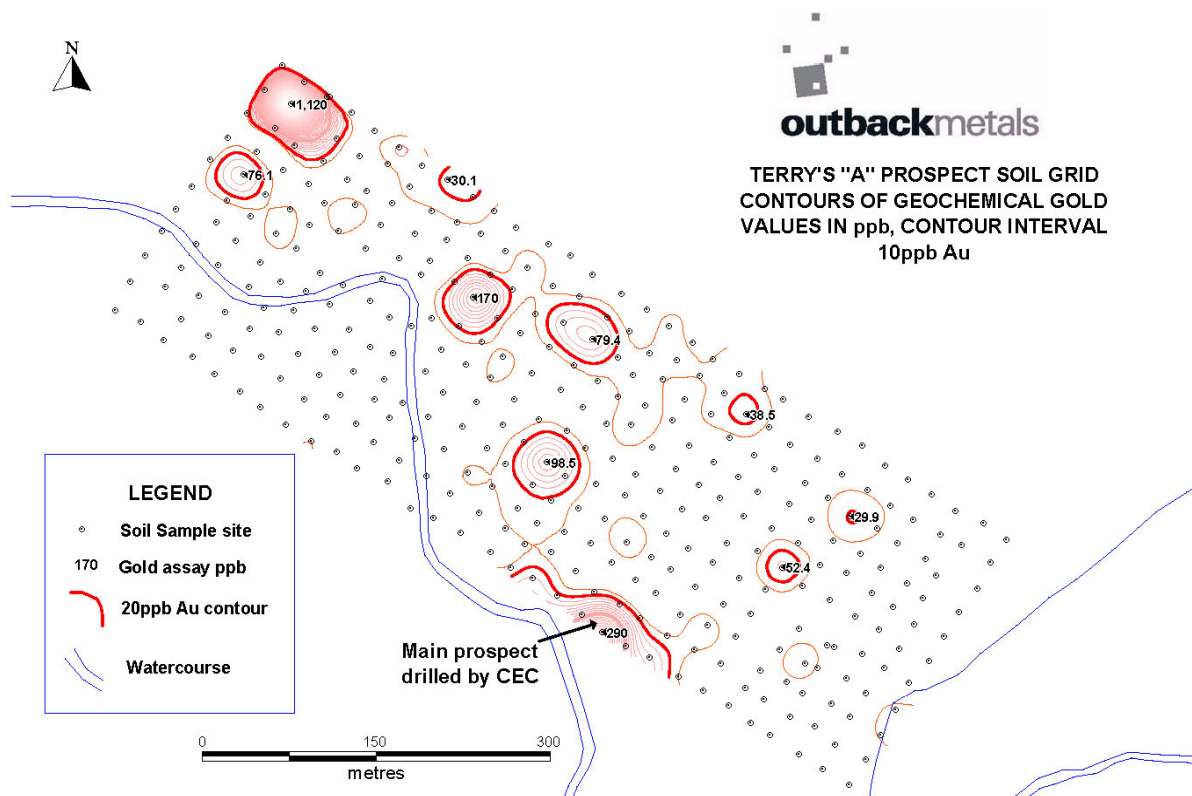 N
outbackmetals
TERRY'S "A" PROSPECT SOIL GRID
CONTOURS OF GEOCHEMICAL GOLD
VALUES IN ppb, CONTOUR INTERVAL
10ppb Au
1,120
76.1
30.1
170
79.4
38.5
98.5
29.9
52.4
290
Main prospect
drilled by CEC
LEGEND
Soil Sample site
170 Gold assay ppb
20ppb Au contour
Watercourse
0 150 300
metres